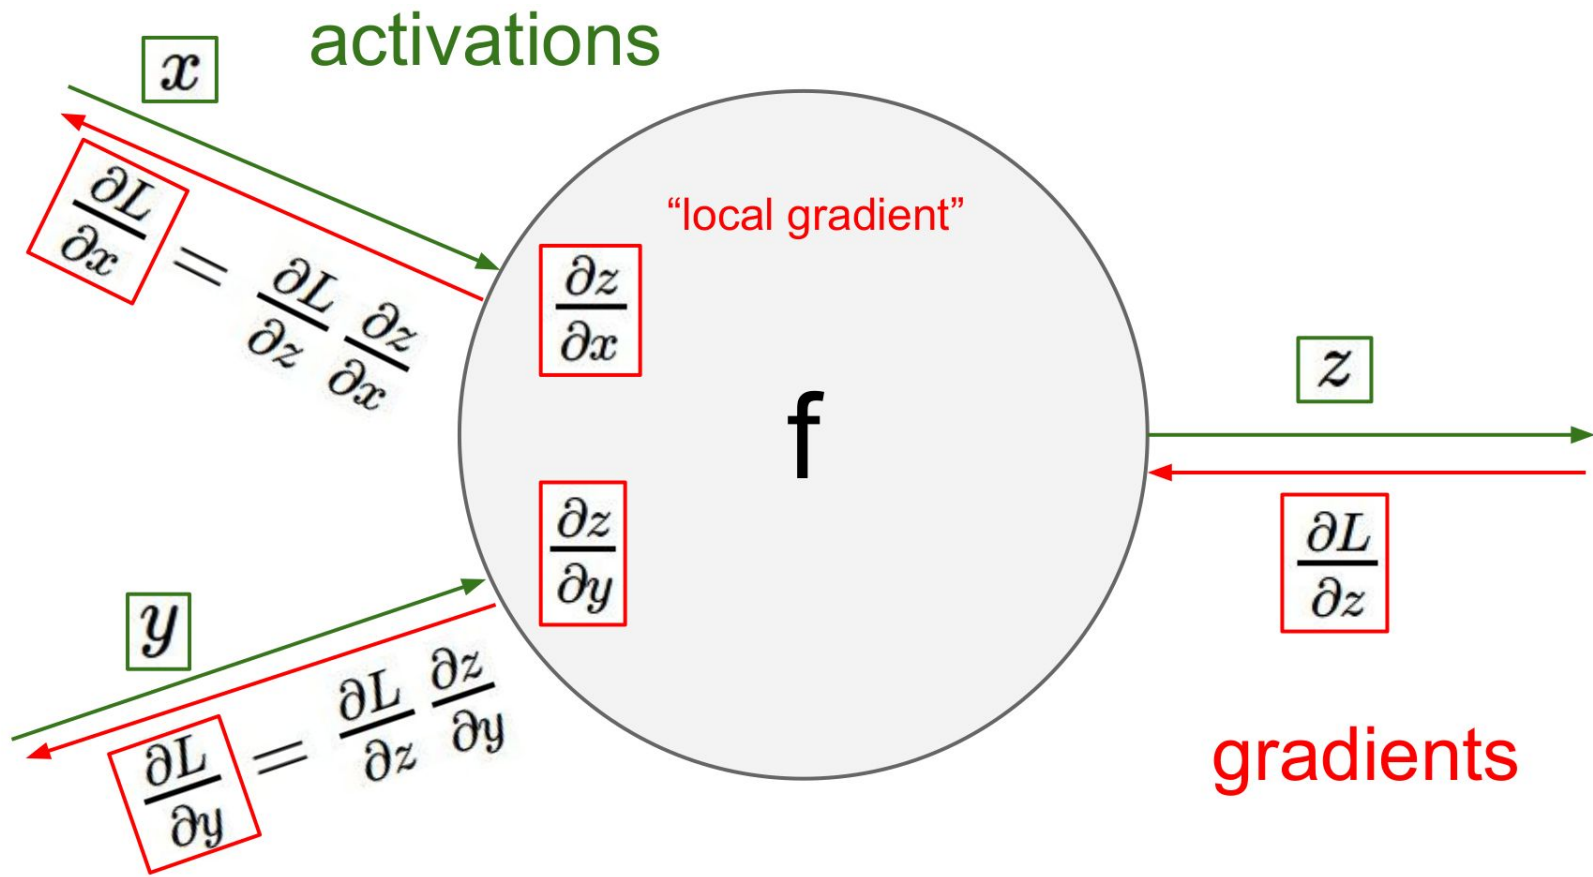 activations
x
∂L/∂x = ∂L/∂z ∂z/∂x
“local gradient”
∂z/∂x
f
z
∂z/∂y
∂L/∂z
y
∂L/∂y = ∂L/∂z ∂z/∂y
gradients